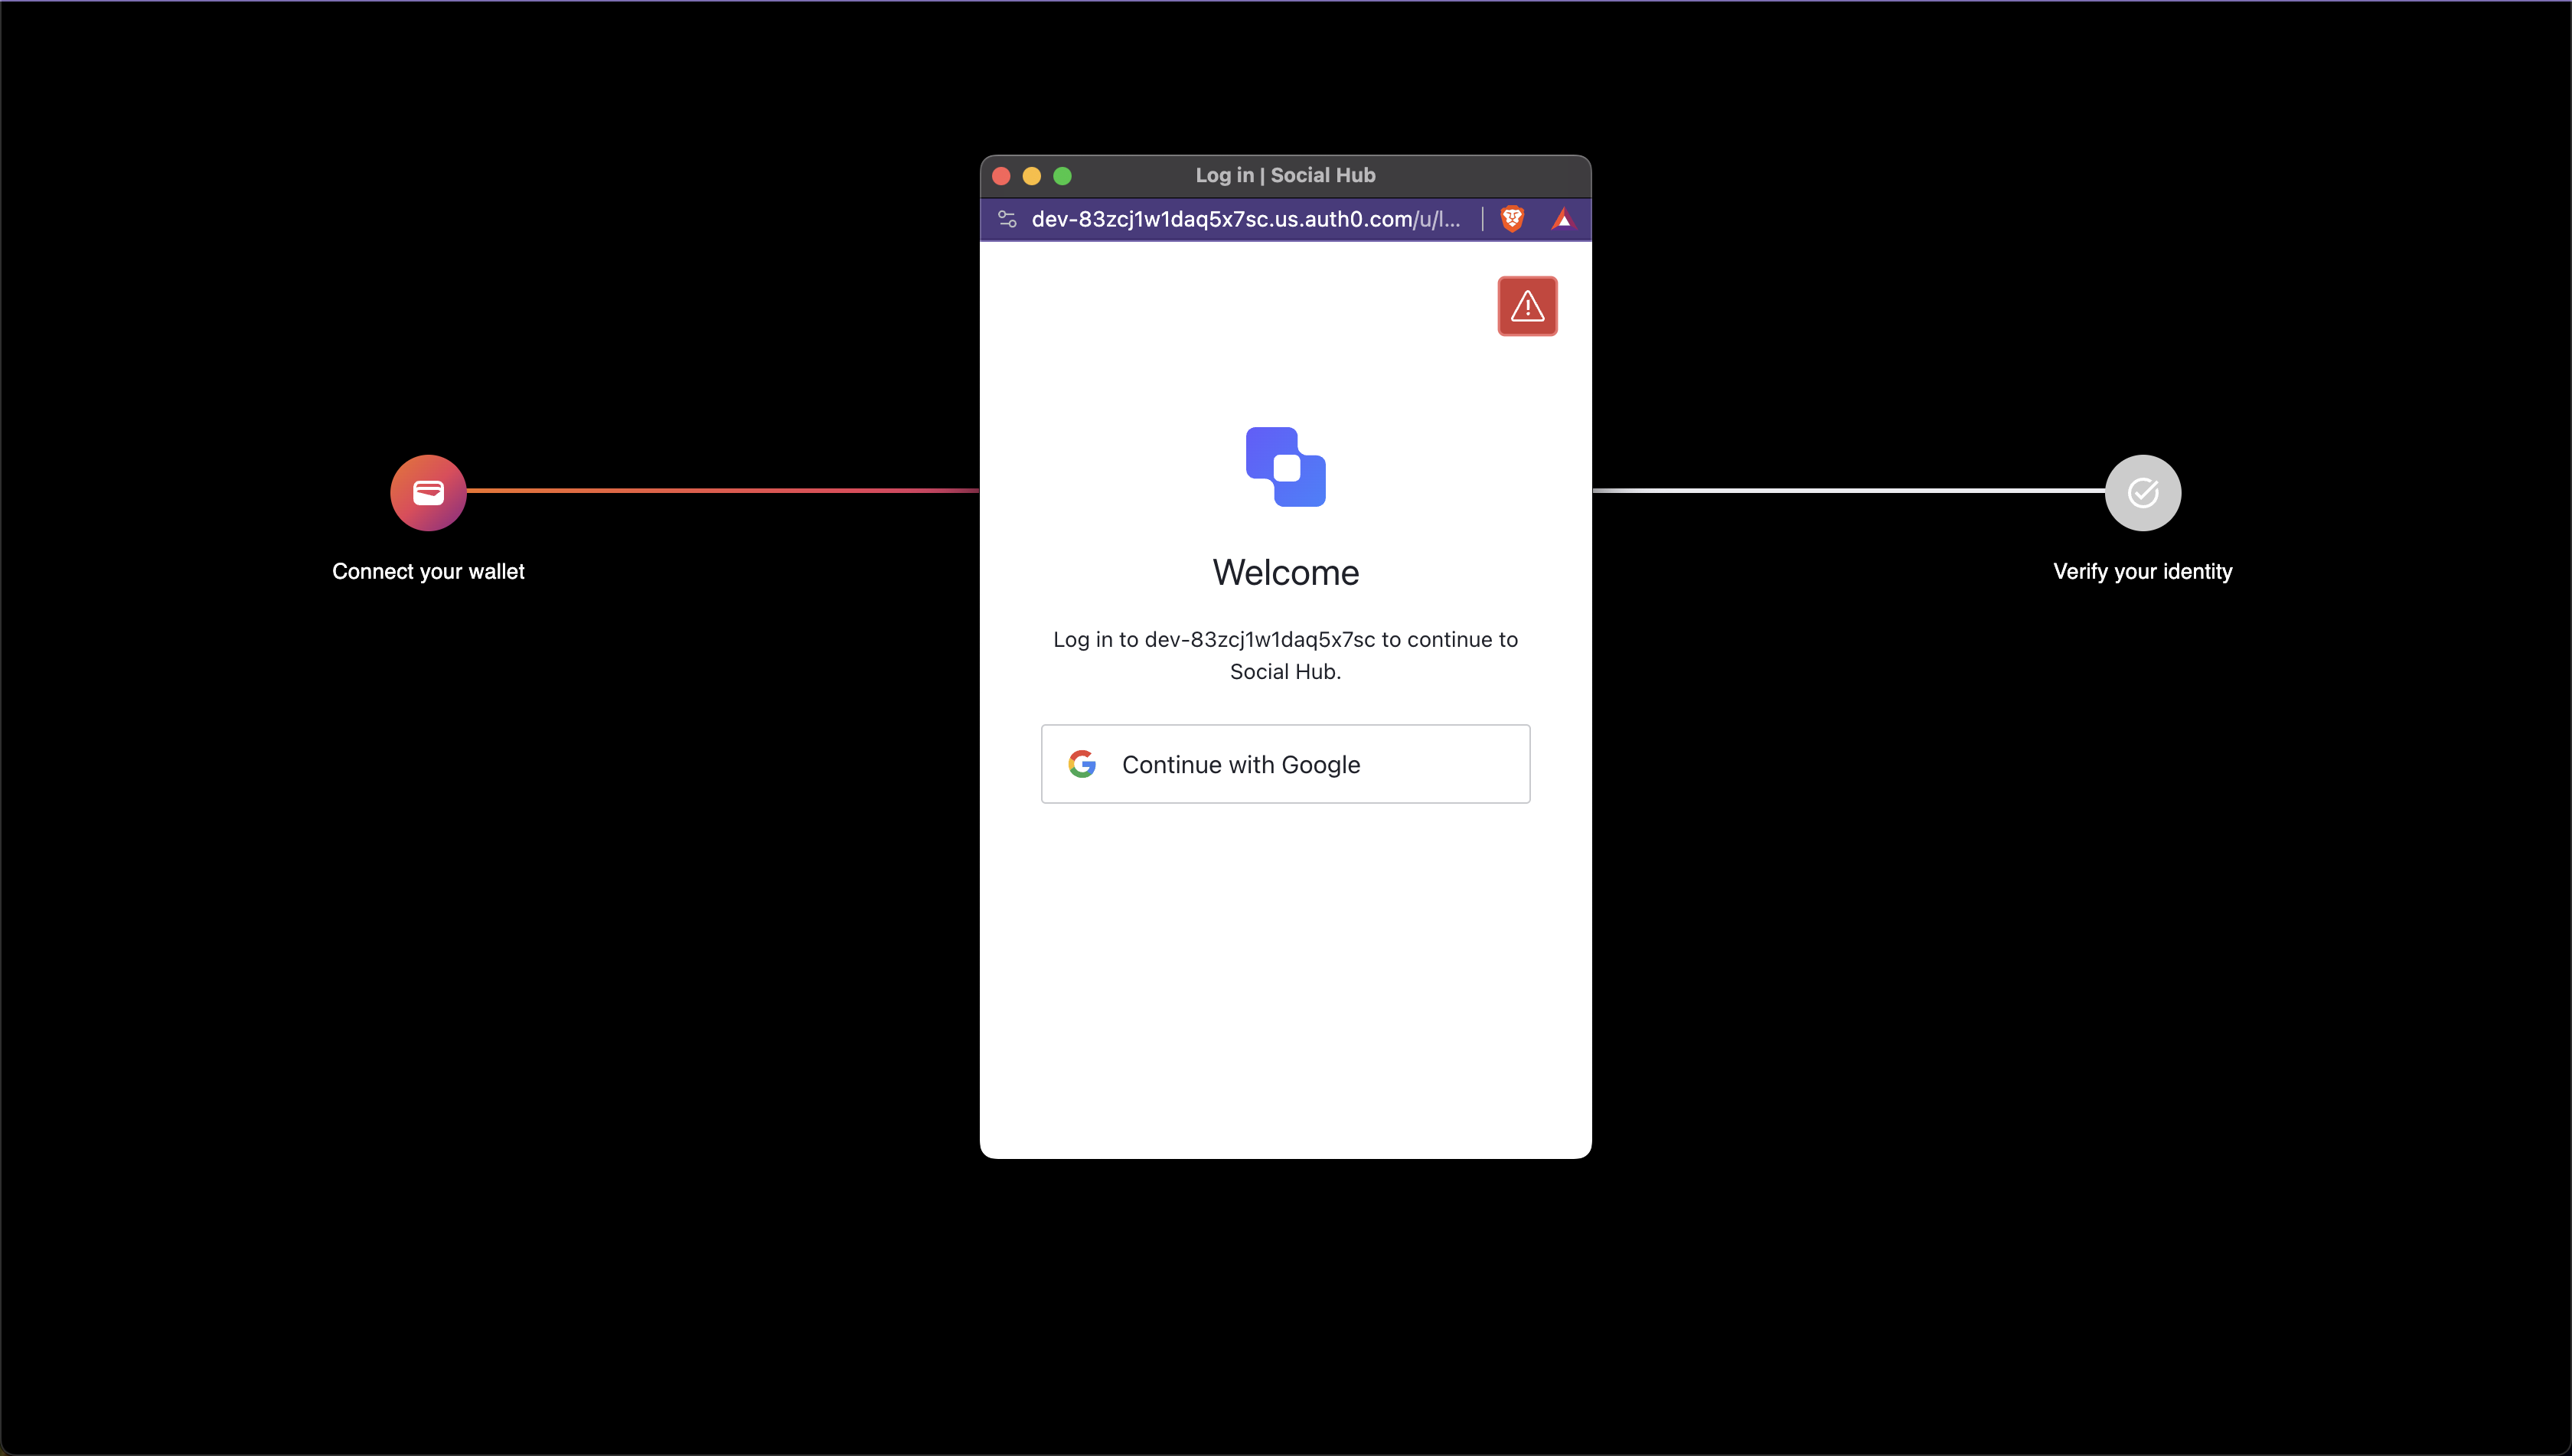 Log in | Social Hub
dev-83zcj1w1daq5x7sc.us.auth0.com/u/l...
Connect your wallet
Welcome
Verify your identity
Log in to dev-83zcj1w1daq5x7sc to continue to
Social Hub.
Continue with Google